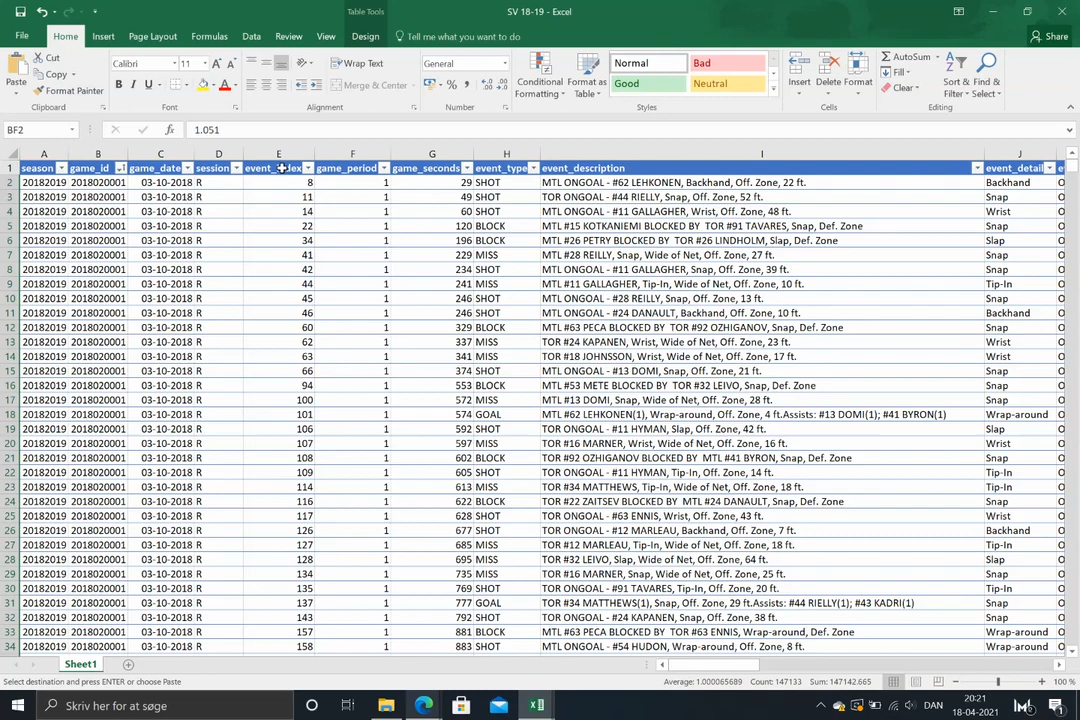 Table Tools
SV 18-19 - Excel
File Home Insert Page Layout Formulas Data Review View Design Tell me what you want to do Share
Paste
Cut
Copy
Format Painter
Clipboard
Calibri 11
B I U
Font
Wrap Text
Merge & Center
Alignment
General
Number
Conditional Formatting
Format as Table
Normal Bad
Good Neutral
Styles
Insert Delete Format
Cells
AutoSum
Fill
Clear
Sort & Filter
Find & Select
Editing
BF2 1.051
A B C D E F G H I J
1 season game_id game_date session game_period game_seconds event_type event_description event_detail
2 20182019 2018020001 03-10-2018 R 8 1 29 SHOT MTL ONGOAL - #62 LEHKONEN, Backhand, Off. Zone, 22 ft. Backhand O
3 20182019 2018020001 03-10-2018 R 11 1 49 SHOT TOR ONGOAL - #44 RIELLY, Snap, Off. Zone, 52 ft. Snap O
4 20182019 2018020001 03-10-2018 R 14 1 60 SHOT MTL ONGOAL - #11 GALLAGHER, Wrist, Off. Zone, 48 ft. Wrist O
5 20182019 2018020001 03-10-2018 R 22 1 120 BLOCK MTL #15 KOTKANIEMI BLOCKED BY TOR #91 TAVARES, Snap, Def. Zone Snap O
6 20182019 2018020001 03-10-2018 R 34 1 196 BLOCK MTL #26 PETRY BLOCKED BY TOR #26 LINDHOLM, Slap, Def. Zone Slap O
7 20182019 2018020001 03-10-2018 R 41 1 229 MISS MTL #28 REILLY, Snap, Wide of Net, Off. Zone, 27 ft. Snap O
8 20182019 2018020001 03-10-2018 R 42 1 234 SHOT MTL ONGOAL - #11 GALLAGHER, Snap, Off. Zone, 39 ft. Snap O
9 20182019 2018020001 03-10-2018 R 44 1 241 MISS MTL #11 GALLAGHER, Tip-In, Wide of Net, Off. Zone, 10 ft. Tip-In O
10 20182019 2018020001 03-10-2018 R 45 1 246 SHOT MTL ONGOAL - #28 REILLY, Snap, Off. Zone, 13 ft. Snap O
11 20182019 2018020001 03-10-2018 R 46 1 246 SHOT MTL ONGOAL - #24 DANAULT, Backhand, Off. Zone, 10 ft. Backhand O
12 20182019 2018020001 03-10-2018 R 60 1 329 BLOCK MTL #63 PECA BLOCKED BY TOR #92 OZHIGANOV, Snap, Def. Zone Snap O
13 20182019 2018020001 03-10-2018 R 62 1 337 MISS TOR #24 KAPANEN, Wrist, Wide of Net, Off. Zone, 23 ft. Wrist O
14 20182019 2018020001 03-10-2018 R 63 1 341 MISS TOR #18 JOHNSSON, Wrist, Wide of Net, Off. Zone, 17 ft. Wrist O
15 20182019 2018020001 03-10-2018 R 66 1 374 SHOT MTL ONGOAL - #13 DOMI, Snap, Off. Zone, 21 ft. Snap O
16 20182019 2018020001 03-10-2018 R 94 1 553 BLOCK MTL #53 METE BLOCKED BY TOR #32 LEIVO, Snap, Def. Zone Snap O
17 20182019 2018020001 03-10-2018 R 100 1 572 MISS MTL #13 DOMI, Snap, Wide of Net, Off. Zone, 28 ft. Snap O
18 20182019 2018020001 03-10-2018 R 101 1 574 GOAL MTL #62 LEHKONEN(1), Wrap-around, Off. Zone, 4 ft.Assists: #13 DOMI(1); #41 BYRON(1) Wrap-around O
19 20182019 2018020001 03-10-2018 R 106 1 592 SHOT TOR ONGOAL - #11 HYMAN, Slap, Off. Zone, 42 ft. Slap O
20 20182019 2018020001 03-10-2018 R 107 1 597 MISS TOR #16 MARNER, Wrist, Wide of Net, Off. Zone, 16 ft. Wrist O
21 20182019 2018020001 03-10-2018 R 108 1 602 BLOCK TOR #92 OZHIGANOV BLOCKED BY MTL #41 BYRON, Snap, Def. Zone Snap O
22 20182019 2018020001 03-10-2018 R 109 1 605 SHOT TOR ONGOAL - #11 HYMAN, Tip-In, Off. Zone, 14 ft. Tip-In O
23 20182019 2018020001 03-10-2018 R 114 1 613 MISS TOR #34 MATTHEWS, Tip-In, Wide of Net, Off. Zone, 18 ft. Tip-In O
24 20182019 2018020001 03-10-2018 R 116 1 622 BLOCK TOR #22 ZAITSEV BLOCKED BY MTL #24 DANAULT, Snap, Def. Zone Snap O
25 20182019 2018020001 03-10-2018 R 117 1 628 SHOT TOR ONGOAL - #63 ENNIS, Wrist, Off. Zone, 43 ft. Wrist O
26 20182019 2018020001 03-10-2018 R 126 1 677 SHOT TOR ONGOAL - #12 MARLEAU, Backhand, Off. Zone, 7 ft. Backhand O
27 20182019 2018020001 03-10-2018 R 127 1 685 MISS TOR #12 MARLEAU, Tip-In, Wide of Net, Off. Zone, 18 ft. Tip-In O
28 20182019 2018020001 03-10-2018 R 128 1 695 MISS TOR #32 LEIVO, Slap, Wide of Net, Off. Zone, 64 ft. Slap O
29 20182019 2018020001 03-10-2018 R 134 1 735 MISS TOR #16 MARNER, Snap, Wide of Net, Off. Zone, 25 ft. Snap O
30 20182019 2018020001 03-10-2018 R 135 1 769 SHOT TOR ONGOAL - #91 TAVARES, Tip-In, Off. Zone, 20 ft. Tip-In O
31 20182019 2018020001 03-10-2018 R 137 1 777 GOAL TOR #34 MATTHEWS(1), Snap, Off. Zone, 29 ft.Assists: #44 RIELLY(1); #43 KADRI(1) Snap O
32 20182019 2018020001 03-10-2018 R 143 1 792 SHOT TOR ONGOAL - #24 KAPANEN, Snap, Off. Zone, 38 ft. Snap O
33 20182019 2018020001 03-10-2018 R 157 1 881 BLOCK MTL #63 PECA BLOCKED BY TOR #63 ENNIS, Wrap-around, Def. Zone Wrap-around O
34 20182019 2018020001 03-10-2018 R 158 1 883 SHOT MTL ONGOAL - #54 HUDON, Wrap-around, Off. Zone, 8 ft. Wrap-around O
Sheet1
Select destination and press ENTER or choose Paste Average: 1.000065689 Count: 147133 Sum: 147142.665 100 %
Skriv her for at søge
DAN
20:21
18-04-2021
1